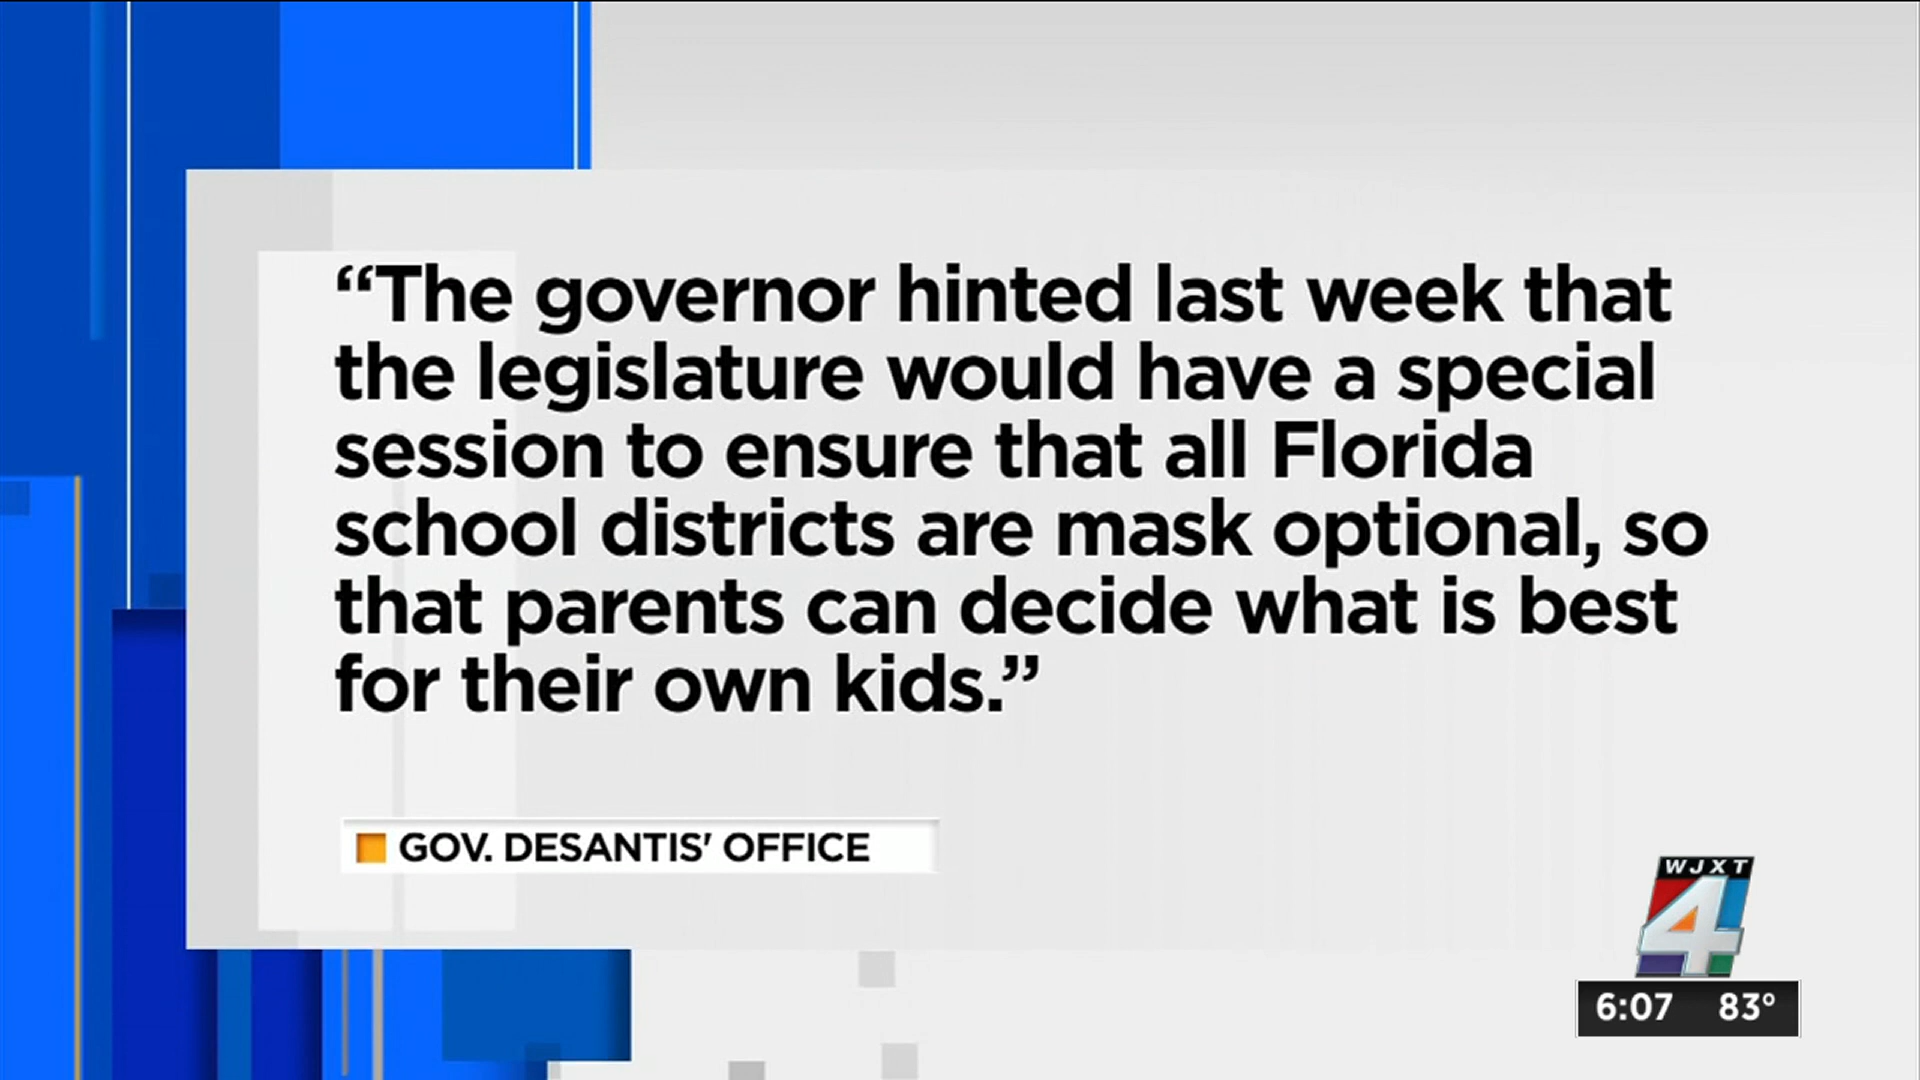 “The governor hinted last week that
the legislature would have a special
session to ensure that all Florida
school districts are mask optional, so
that parents can decide what is best
for their own kids.”
GOV. DESANTIS' OFFICE
WJXT
4
6:07 83°